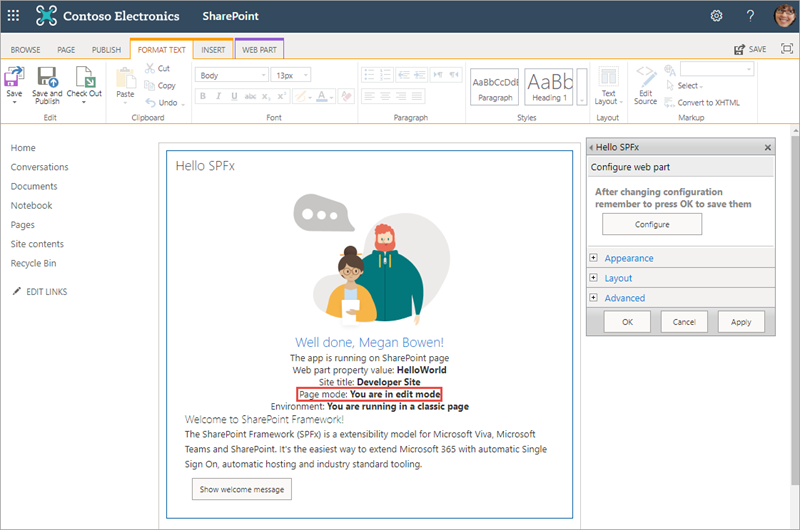 Contoso Electronics SharePoint ?
BROWSE PAGE PUBLISH FORMAT TEXT INSERT WEB PART SAVE
Save Save and Publish Check Out Paste Cut Copy Undo
Body 13px
B I U abc x₂ x² A
AaBbCcDdl Paragraph AaBb Heading 1
Text Layout Edit Source Select Convert to XHTML
Edit Clipboard Font Paragraph Styles Layout Markup
Home
Conversations
Documents
Notebook
Pages
Site contents
Recycle Bin
EDIT LINKS
Hello SPFx
Well done, Megan Bowen!
The app is running on SharePoint page
Web part property value: HelloWorld
Site title: Developer Site
Page mode: You are in edit mode
Environment: You are running in a classic page
Welcome to SharePoint Framework!
The SharePoint Framework (SPFx) is a extensibility model for Microsoft Viva, Microsoft
Teams and SharePoint. It's the easiest way to extend Microsoft 365 with automatic Single
Sign On, automatic hosting and industry standard tooling.
Show welcome message
Hello SPFx
Configure web part
After changing configuration
remember to press OK to save them
Configure
Appearance
Layout
Advanced
OK Cancel Apply